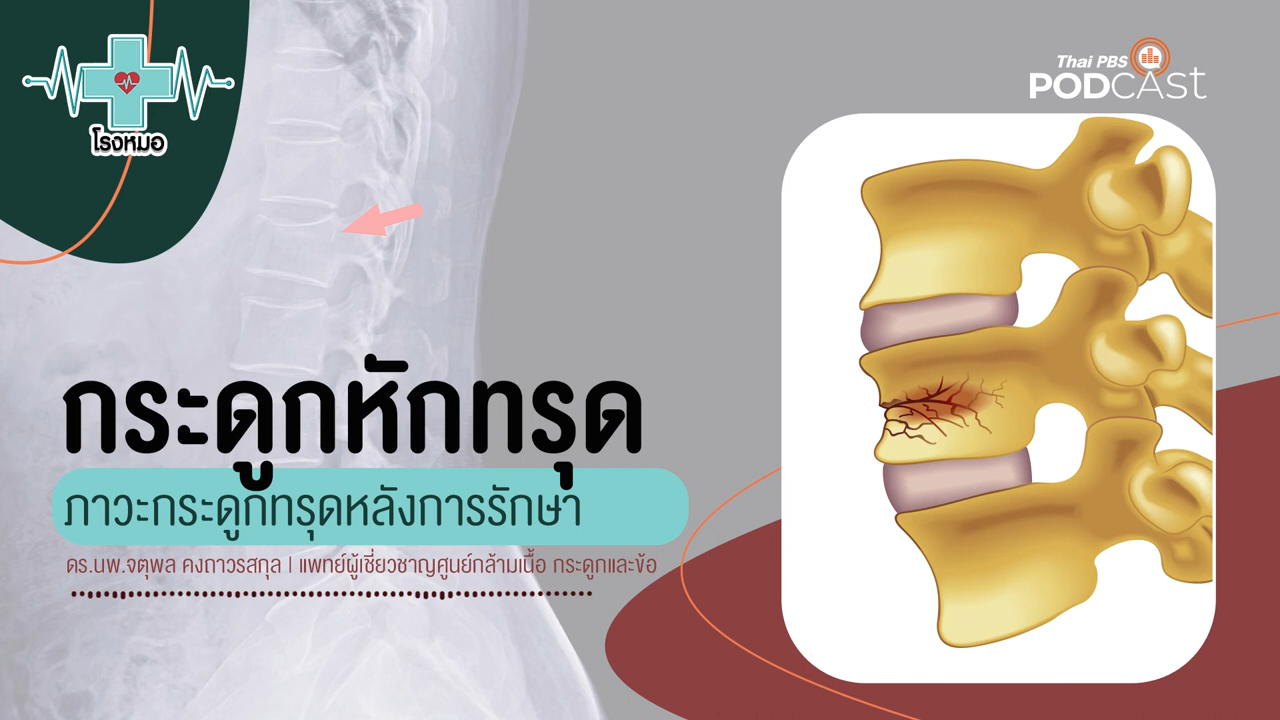 โรงหมอ
Thai PBS
PODCASt
กระดูกหักทรุด
ภาวะกระดูกทรุดหลังการรักษา
ดร.นพ.จตุพล คงถาวรสกุล | แพทย์ผู้เชี่ยวชาญศูนย์กล้ามเนื้อ กระดูกและข้อ